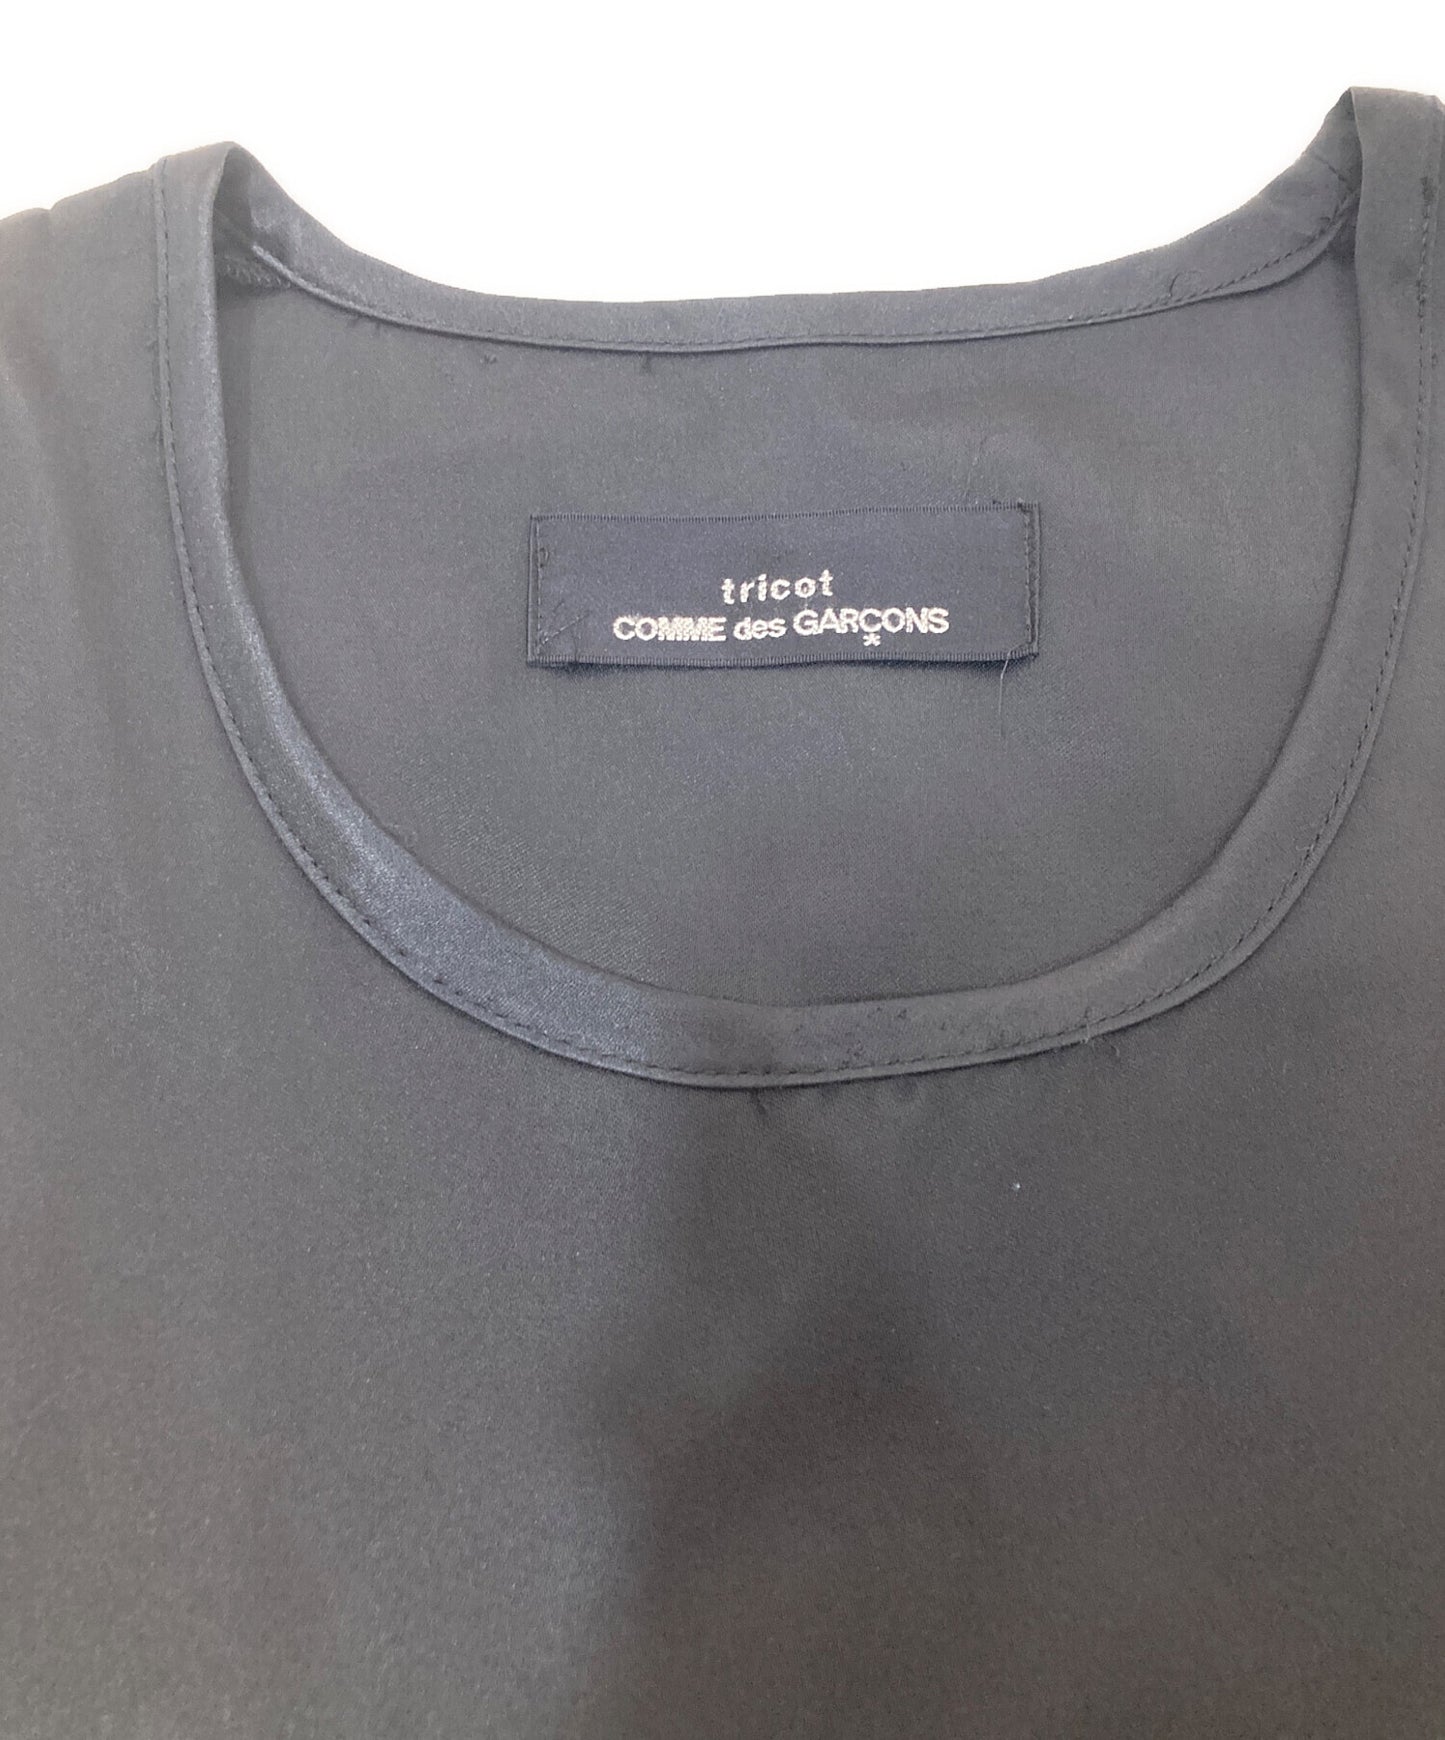 tricot
COMME des GARÇONS
*